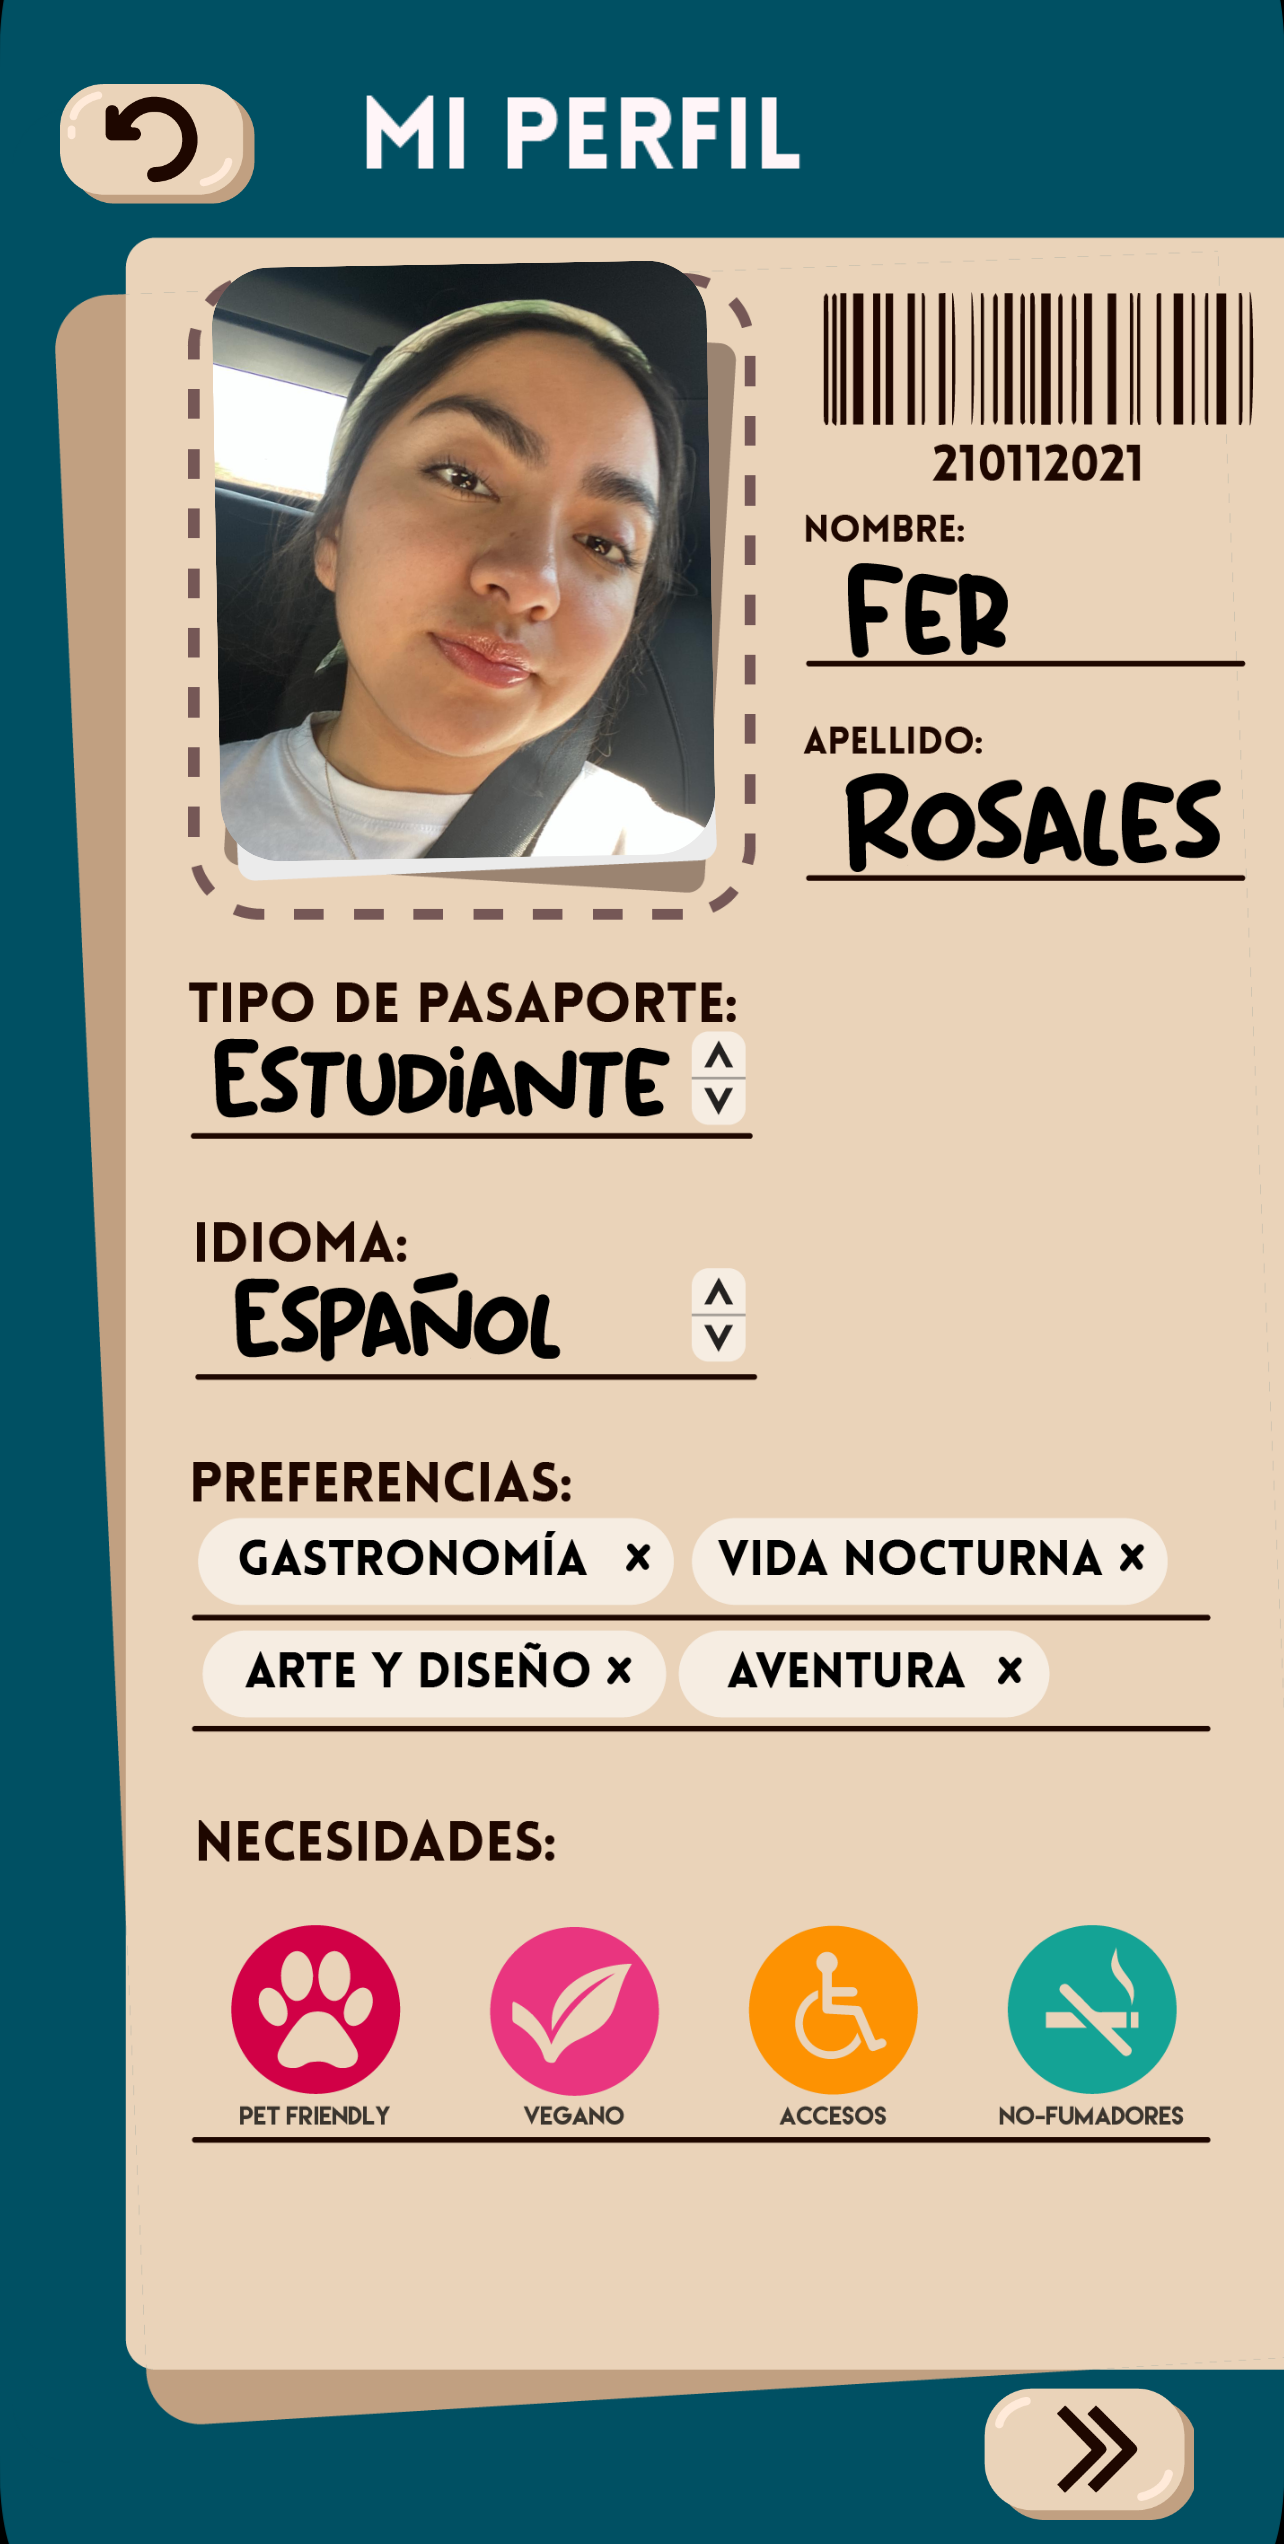 MI PERFIL
210112021
NOMBRE:
FER
APELLIDO:
ROSALES
TIPO DE PASAPORTE:
ESTUDIANTE
IDIOMA:
ESPAÑOL
PREFERENCIAS:
GASTRONOMÍA x VIDA NOCTURNA x
ARTE Y DISEÑO x AVENTURA x
NECESIDADES:
PET FRIENDLY VEGANO ACCESOS NO-FUMADORES